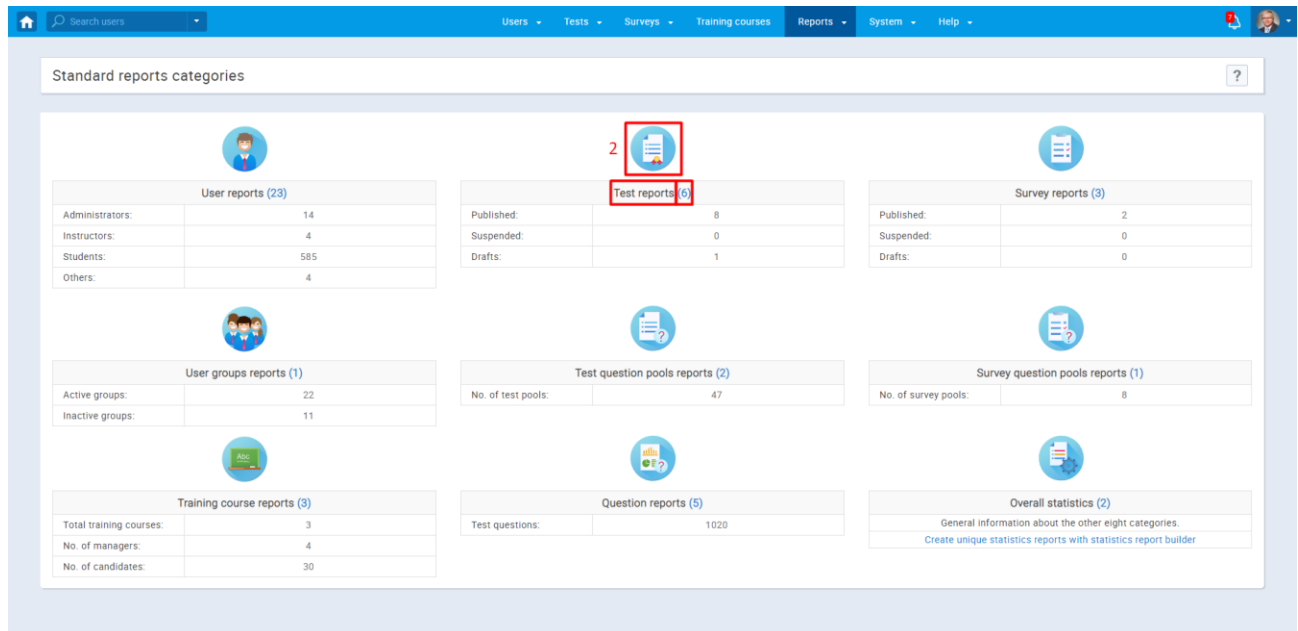 Search users
Users Tests Surveys Training courses Reports System Help
7
Standard reports categories
?
2
User reports (23)
Administrators: 14
Instructors: 4
Students: 585
Others: 4
Test reports (6)
Published: 8
Suspended: 0
Drafts: 1
Survey reports (3)
Published: 2
Suspended: 0
Drafts: 0
User groups reports (1)
Active groups: 22
Inactive groups: 11
?
Test question pools reports (2)
No. of test pools: 47
?
Survey question pools reports (1)
No. of survey pools: 8
Abc
Training course reports (3)
Total training courses: 3
No. of managers: 4
No. of candidates: 30
?
Question reports (5)
Test questions: 1020
Overall statistics (2)
General information about the other eight categories.
Create unique statistics reports with statistics report builder